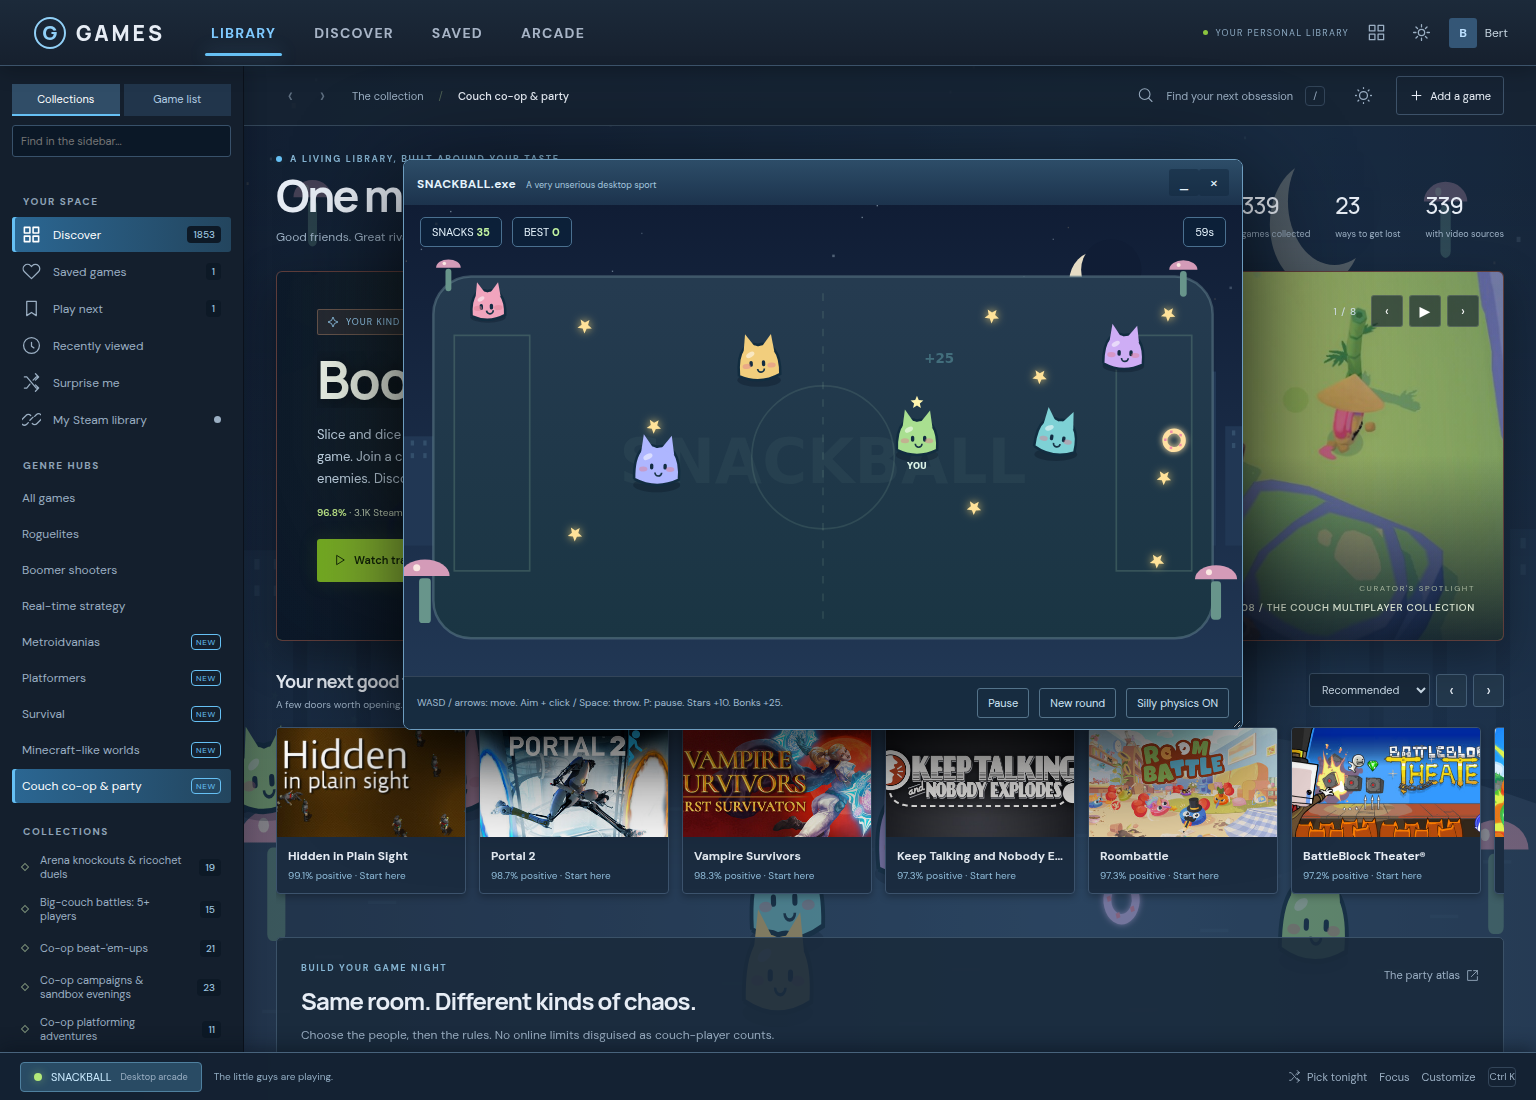 G GAMES
LIBRARY DISCOVER SAVED ARCADE
YOUR PERSONAL LIBRARY
B Bert
Collections Game list
Find in the sidebar...
YOUR SPACE
Discover 1853
Saved games 1
Play next 1
Recently viewed
Surprise me
My Steam library
GENRE HUBS
All games
Roguelites
Boomer shooters
Real-time strategy
Metroidvanias NEW
Platformers NEW
Survival NEW
Minecraft-like worlds NEW
Couch co-op & party NEW
COLLECTIONS
Arena knockouts & ricochet
duels 19
Big-couch battles: 5+
players 15
Co-op beat-'em-ups 21
Co-op campaigns &
sandbox evenings 23
Co-op platforming
adventures 11
‹ › The collection / Couch co-op & party
Find your next obsession /
+ Add a game
A LIVING LIBRARY, BUILT AROUND YOUR TASTE
One m
Good friends. Great riv
339
games collected
23
ways to get lost
339
with video sources
YOUR KIND
Boo
Slice and dice
game. Join a c
enemies. Disc
96.8% · 3.1K Steam
Watch tra
1 / 8 ‹ ▶ ›
CURATOR'S SPOTLIGHT
08 / THE COUCH MULTIPLAYER COLLECTION
SNACKBALL.exe A very unserious desktop sport _ ×
SNACKS 35 BEST 0 59s
+25
SNACKBALL
YOU
WASD / arrows: move. Aim + click / Space: throw. P: pause. Stars +10. Bonks +25.
Pause New round Silly physics ON
Your next good
A few doors worth opening.
Recommended ‹ ›
Hidden
in plain sight
PORTAL 2
VAMPIRE
URVIVORS
RST SURVIVATON
KEEP TALKING
and NOBODY EXPLODES
ROOM
BATTLE
BATTLEBLO
THEATE
Hidden In Plain Sight
99.1% positive · Start here
Portal 2
98.7% positive · Start here
Vampire Survivors
98.3% positive · Start here
Keep Talking and Nobody E...
97.3% positive · Start here
Roombattle
97.3% positive · Start here
BattleBlock Theater®
97.2% positive · Start here
BUILD YOUR GAME NIGHT
Same room. Different kinds of chaos.
Choose the people, then the rules. No online limits disguised as couch-player counts.
The party atlas
SNACKBALL Desktop arcade
The little guys are playing.
Pick tonight Focus Customize Ctrl K